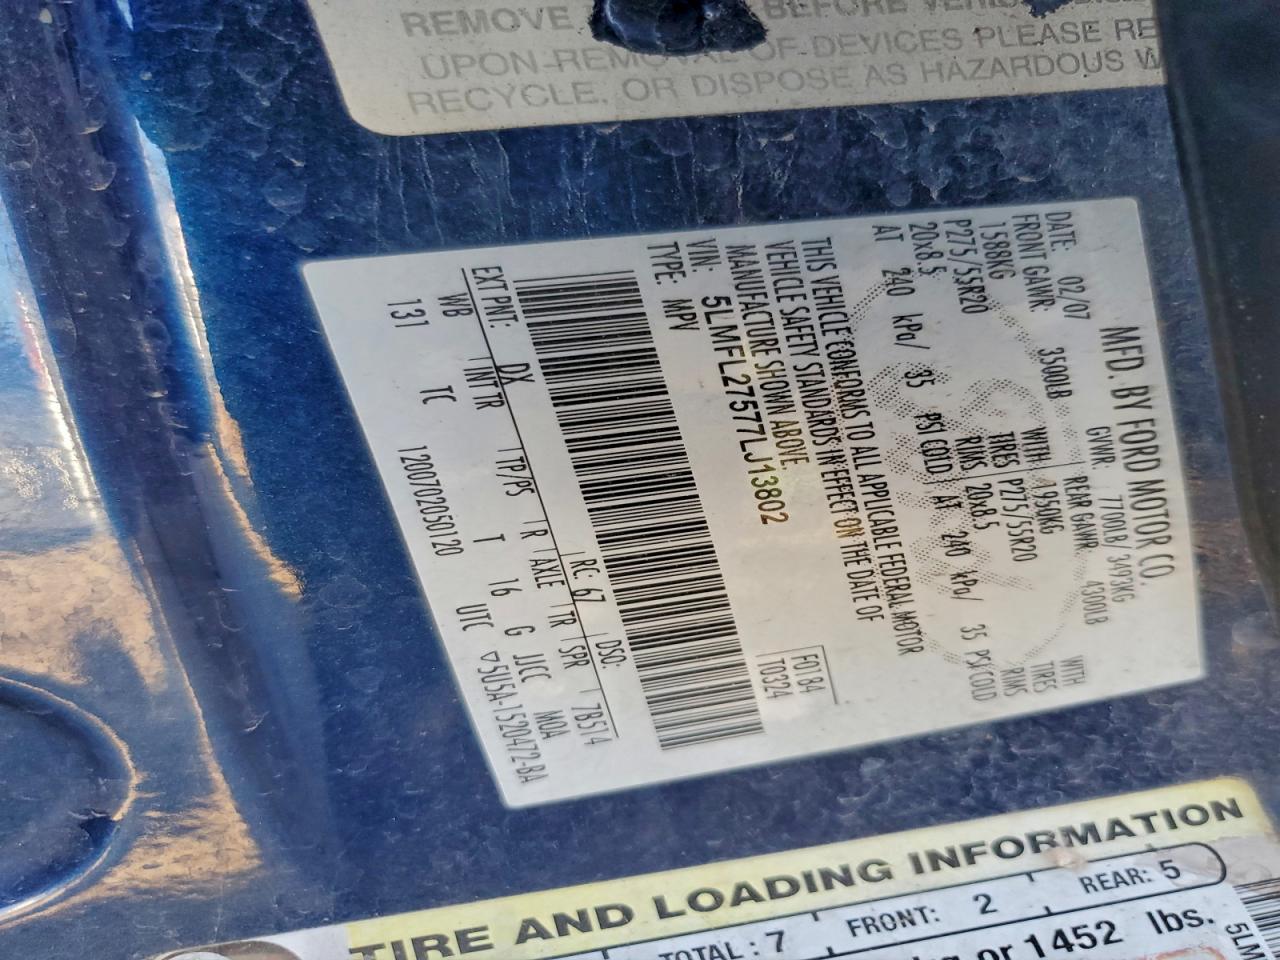 REMOVE
BEFORE
UPON REMOVAL OF DEVICES PLEASE RE
RECYCLE, OR DISPOSE AS HAZARDOUS W
MFD. BY FORD MOTOR CO.
DATE: 02/07 GVWR: 7700LB/ 3493KG
FRONT GAWR: 3500LB REAR GAWR: 4300LB
1588KG WITH 1950KG WITH
P275/55R20 TIRES P275/55R20 TIRES
20x8.5 RIMS 20x8.5 RIMS
AT 240 kPa/ 35 PSI COLD AT 240 kPa/ 35 PSI COLD
THIS VEHICLE CONFORMS TO ALL APPLICABLE FEDERAL MOTOR
VEHICLE SAFETY STANDARDS IN EFFECT ON THE DATE OF
MANUFACTURE SHOWN ABOVE.
VIN: 5LMFL27577LJ13802
TYPE: MPV
F0184
T0324
EXT PNT: DX RC: 67 DSO:
WB INT TR TP/PS R AXLE TR SPR 7B574
131 TC T 16 G JJCC MOA
12007020501​20 UTC ▽5U5A-1520472-BA
TIRE AND LOADING INFORMATION
TOTAL: 7 FRONT: 2 REAR: 5
kg or 1452 lbs.
5LM